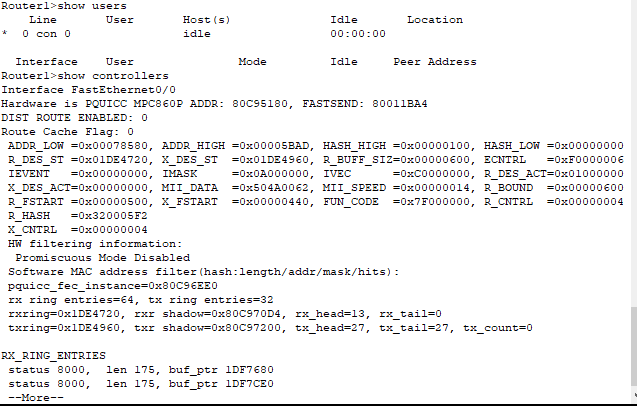 Router1>show users
Line User Host(s) Idle Location
* 0 con 0 idle 00:00:00
Interface User Mode Idle Peer Address
Router1>show controllers
Interface FastEthernet0/0
Hardware is PQUICC MPC860P ADDR: 80C95180, FASTSEND: 80011BA4
DIST ROUTE ENABLED: 0
Route Cache Flag: 0
ADDR_LOW =0x00078580, ADDR_HIGH =0x00005BAD, HASH_HIGH =0x00000100, HASH_LOW =0x00000000
R_DES_ST =0x01DE4720, X_DES_ST =0x01DE4960, R_BUFF_SIZ=0x00000600, ECNTRL =0xF0000006
IEVENT =0x00000000, IMASK =0x0A000000, IVEC =0xC0000000, R_DES_ACT=0x01000000
X_DES_ACT=0x00000000, MII_DATA =0x504A0062, MII_SPEED =0x00000014, R_BOUND =0x00000600
R_FSTART =0x00000500, X_FSTART =0x00000440, FUN_CODE =0x7F000000, R_CNTRL =0x00000004
R_HASH =0x320005F2
X_CNTRL =0x00000004
HW filtering information:
Promiscuous Mode Disabled
Software MAC address filter(hash:length/addr/mask/hits):
pquicc_fec_instance=0x80C96EE0
rx ring entries=64, tx ring entries=32
rxring=0x1DE4720, rxr shadow=0x80C970D4, rx_head=13, rx_tail=0
txring=0x1DE4960, txr shadow=0x80C97200, tx_head=27, tx_tail=27, tx_count=0
RX_RING_ENTRIES
status 8000, len 175, buf_ptr 1DF7680
status 8000, len 175, buf_ptr 1DF7CE0
--More--